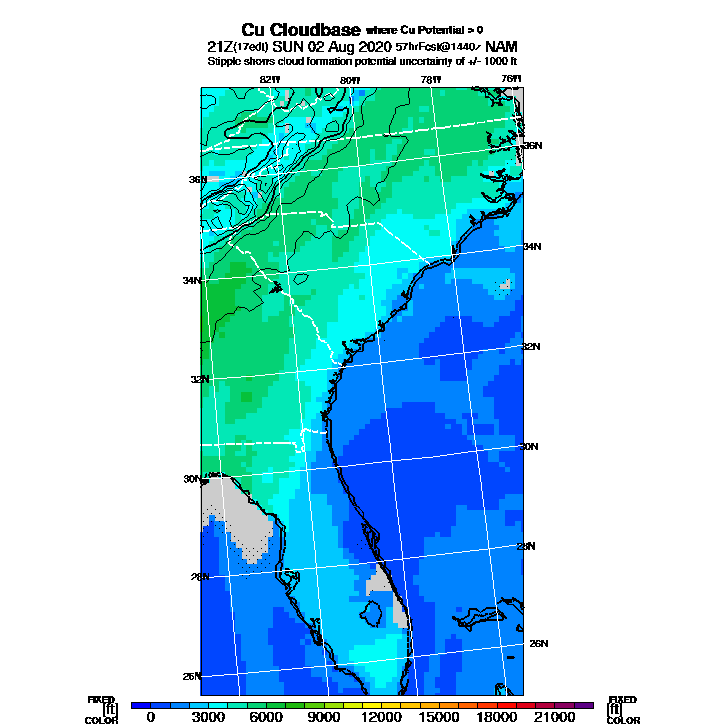 Cu Cloudbase where Cu Potential > 0
21Z(17edt) SUN 02 Aug 2020 57hrFcst@1440z NAM
Stipple shows cloud formation potential uncertainty of +/- 1000 ft
82W 80W 78W 76W
36N
36N
34N
34N
32N
32N
30N
30N
28N
28N
26N
26N
FIXED FIXED
[ft] [ft]
COLOR 0 3000 6000 9000 12000 15000 18000 21000 COLOR